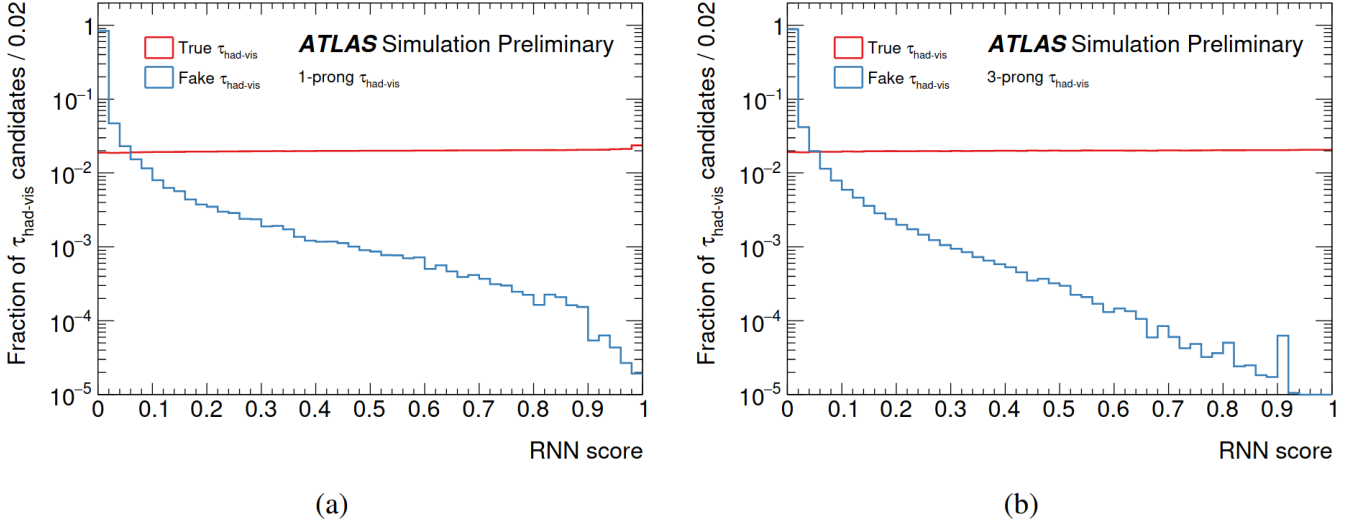 Fraction of τhad-vis candidates / 0.02
1
10−1
10−2
10−3
10−4
10−5
True τhad-vis
Fake τhad-vis
ATLAS Simulation Preliminary
1-prong τhad-vis
0 0.1 0.2 0.3 0.4 0.5 0.6 0.7 0.8 0.9 1
RNN score
(a)
Fraction of τhad-vis candidates / 0.02
1
10−1
10−2
10−3
10−4
10−5
True τhad-vis
Fake τhad-vis
ATLAS Simulation Preliminary
3-prong τhad-vis
0 0.1 0.2 0.3 0.4 0.5 0.6 0.7 0.8 0.9 1
RNN score
(b)